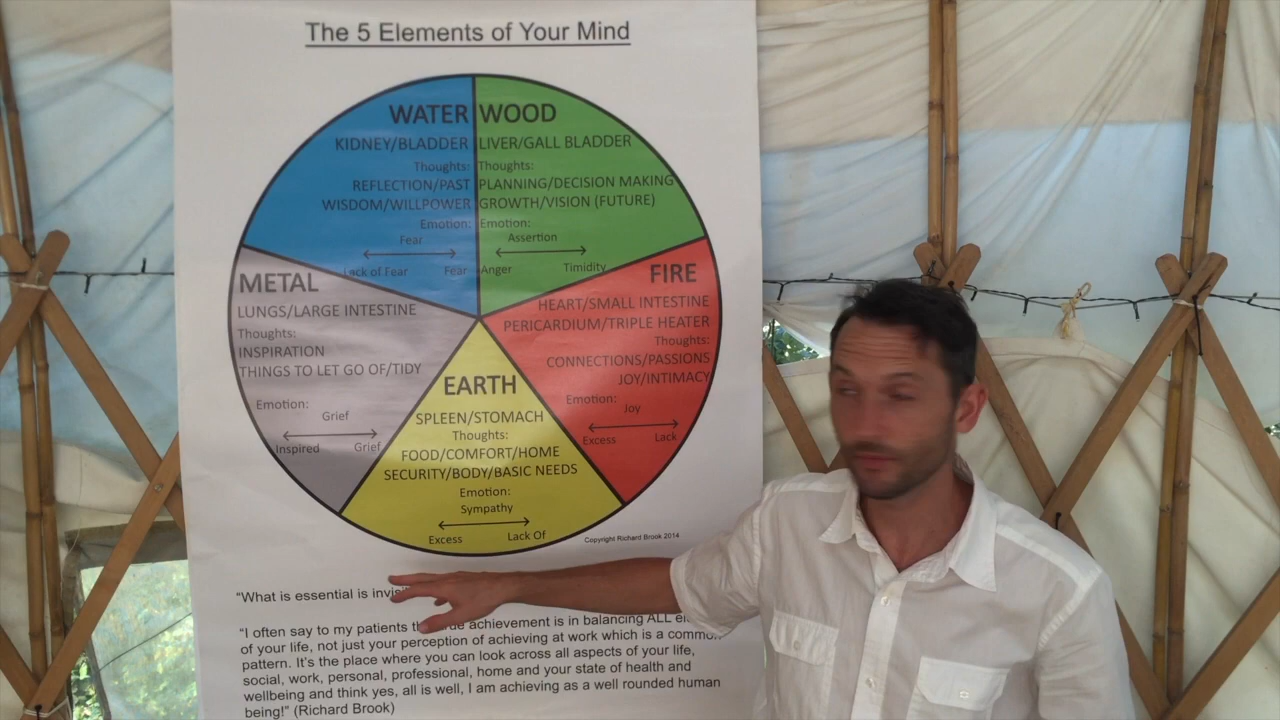 The 5 Elements of Your Mind
WATER
KIDNEY/BLADDER
Thoughts:
REFLECTION/PAST
WISDOM/WILLPOWER
Emotion:
Fear
Lack of Fear Fear
WOOD
LIVER/GALL BLADDER
Thoughts:
PLANNING/DECISION MAKING
GROWTH/VISION (FUTURE)
Emotion:
Assertion
Anger Timidity
METAL
LUNGS/LARGE INTESTINE
Thoughts:
INSPIRATION
THINGS TO LET GO OF/TIDY
Emotion:
Grief
Inspired Grief
FIRE
HEART/SMALL INTESTINE
PERICARDIUM/TRIPLE HEATER
Thoughts:
CONNECTIONS/PASSIONS
JOY/INTIMACY
Emotion:
Joy
Excess Lack
EARTH
SPLEEN/STOMACH
Thoughts:
FOOD/COMFORT/HOME
SECURITY/BODY/BASIC NEEDS
Emotion:
Sympathy
Excess Lack Of
Copyright Richard Brook 2014
"What is essential is
"I often say to my patients achievement is in balancing ALL
of your life, not just your perception of achieving at work which is a common
pattern. It's the place where you can look across all aspects of your life,
social, work, personal, professional, home and your state of health and
wellbeing and think yes, all is well, I am achieving as a well rounded human
being!" (Richard Brook)